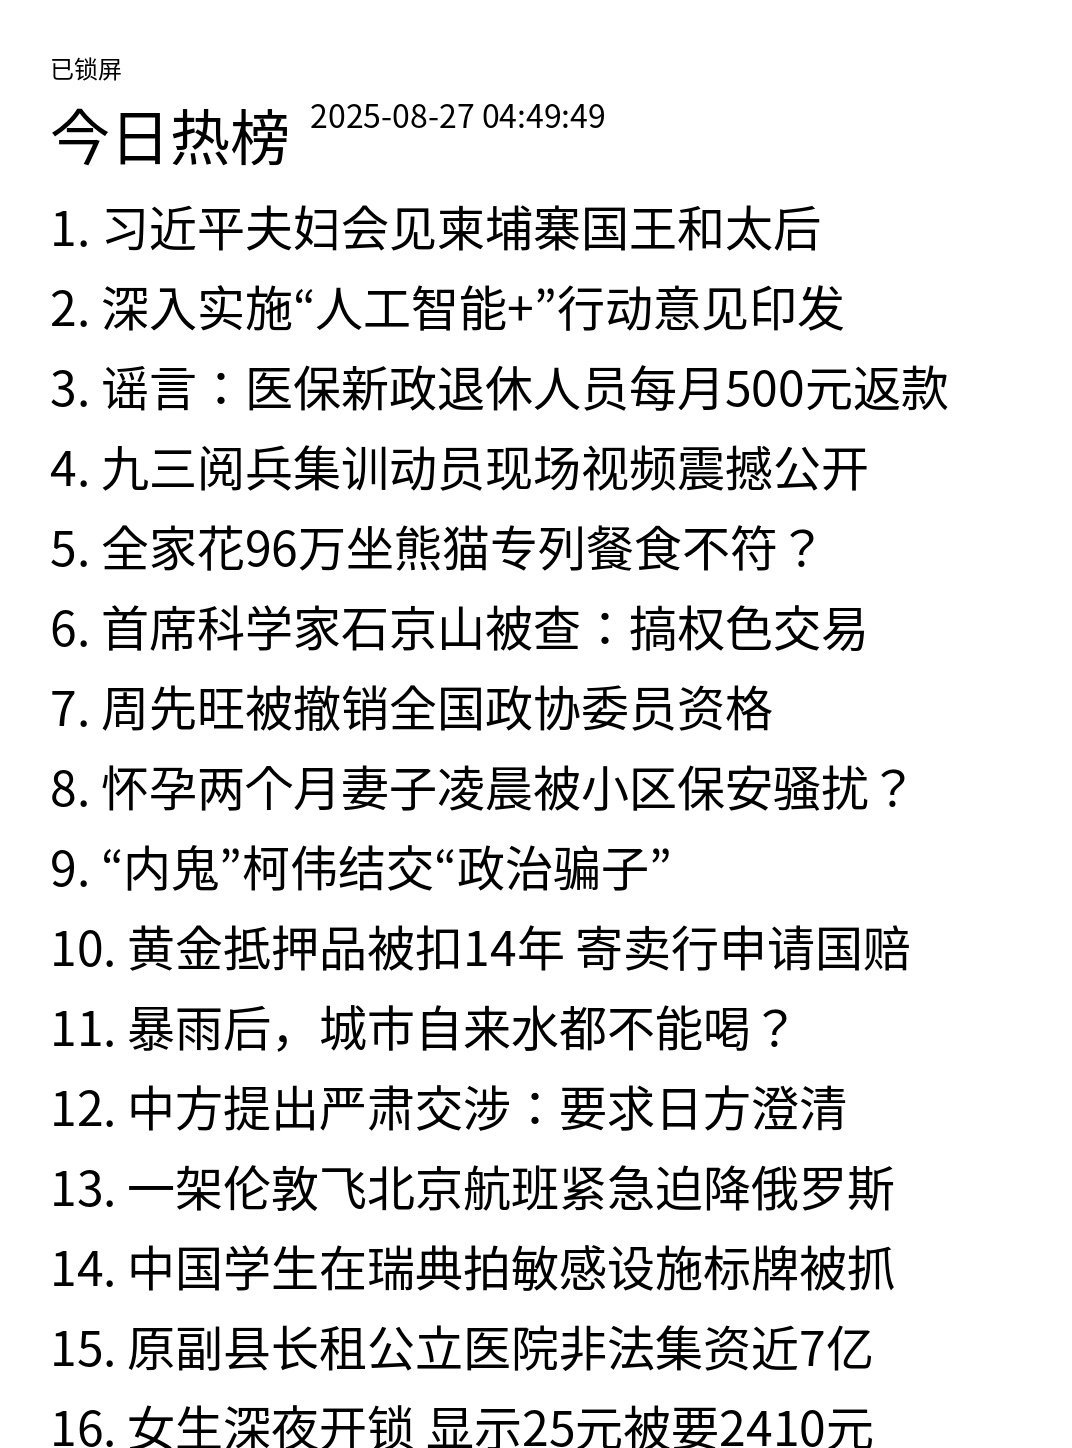 已锁屏
今日热榜 2025-08-27 04:49:49
1. 习近平夫妇会见柬埔寨国王和太后
2. 深入实施“人工智能+”行动意见印发
3. 谣言：医保新政退休人员每月500元返款
4. 九三阅兵集训动员现场视频震撼公开
5. 全家花96万坐熊猫专列餐食不符？
6. 首席科学家石京山被查：搞权色交易
7. 周先旺被撤销全国政协委员资格
8. 怀孕两个月妻子凌晨被小区保安骚扰？
9. “内鬼”柯伟结交“政治骗子”
10. 黄金抵押品被扣14年 寄卖行申请国赔
11. 暴雨后，城市自来水都不能喝？
12. 中方提出严肃交涉：要求日方澄清
13. 一架伦敦飞北京航班紧急迫降俄罗斯
14. 中国学生在瑞典拍敏感设施标牌被抓
15. 原副县长租公立医院非法集资近7亿
16. 女生深夜开锁 显示25元被要2410元